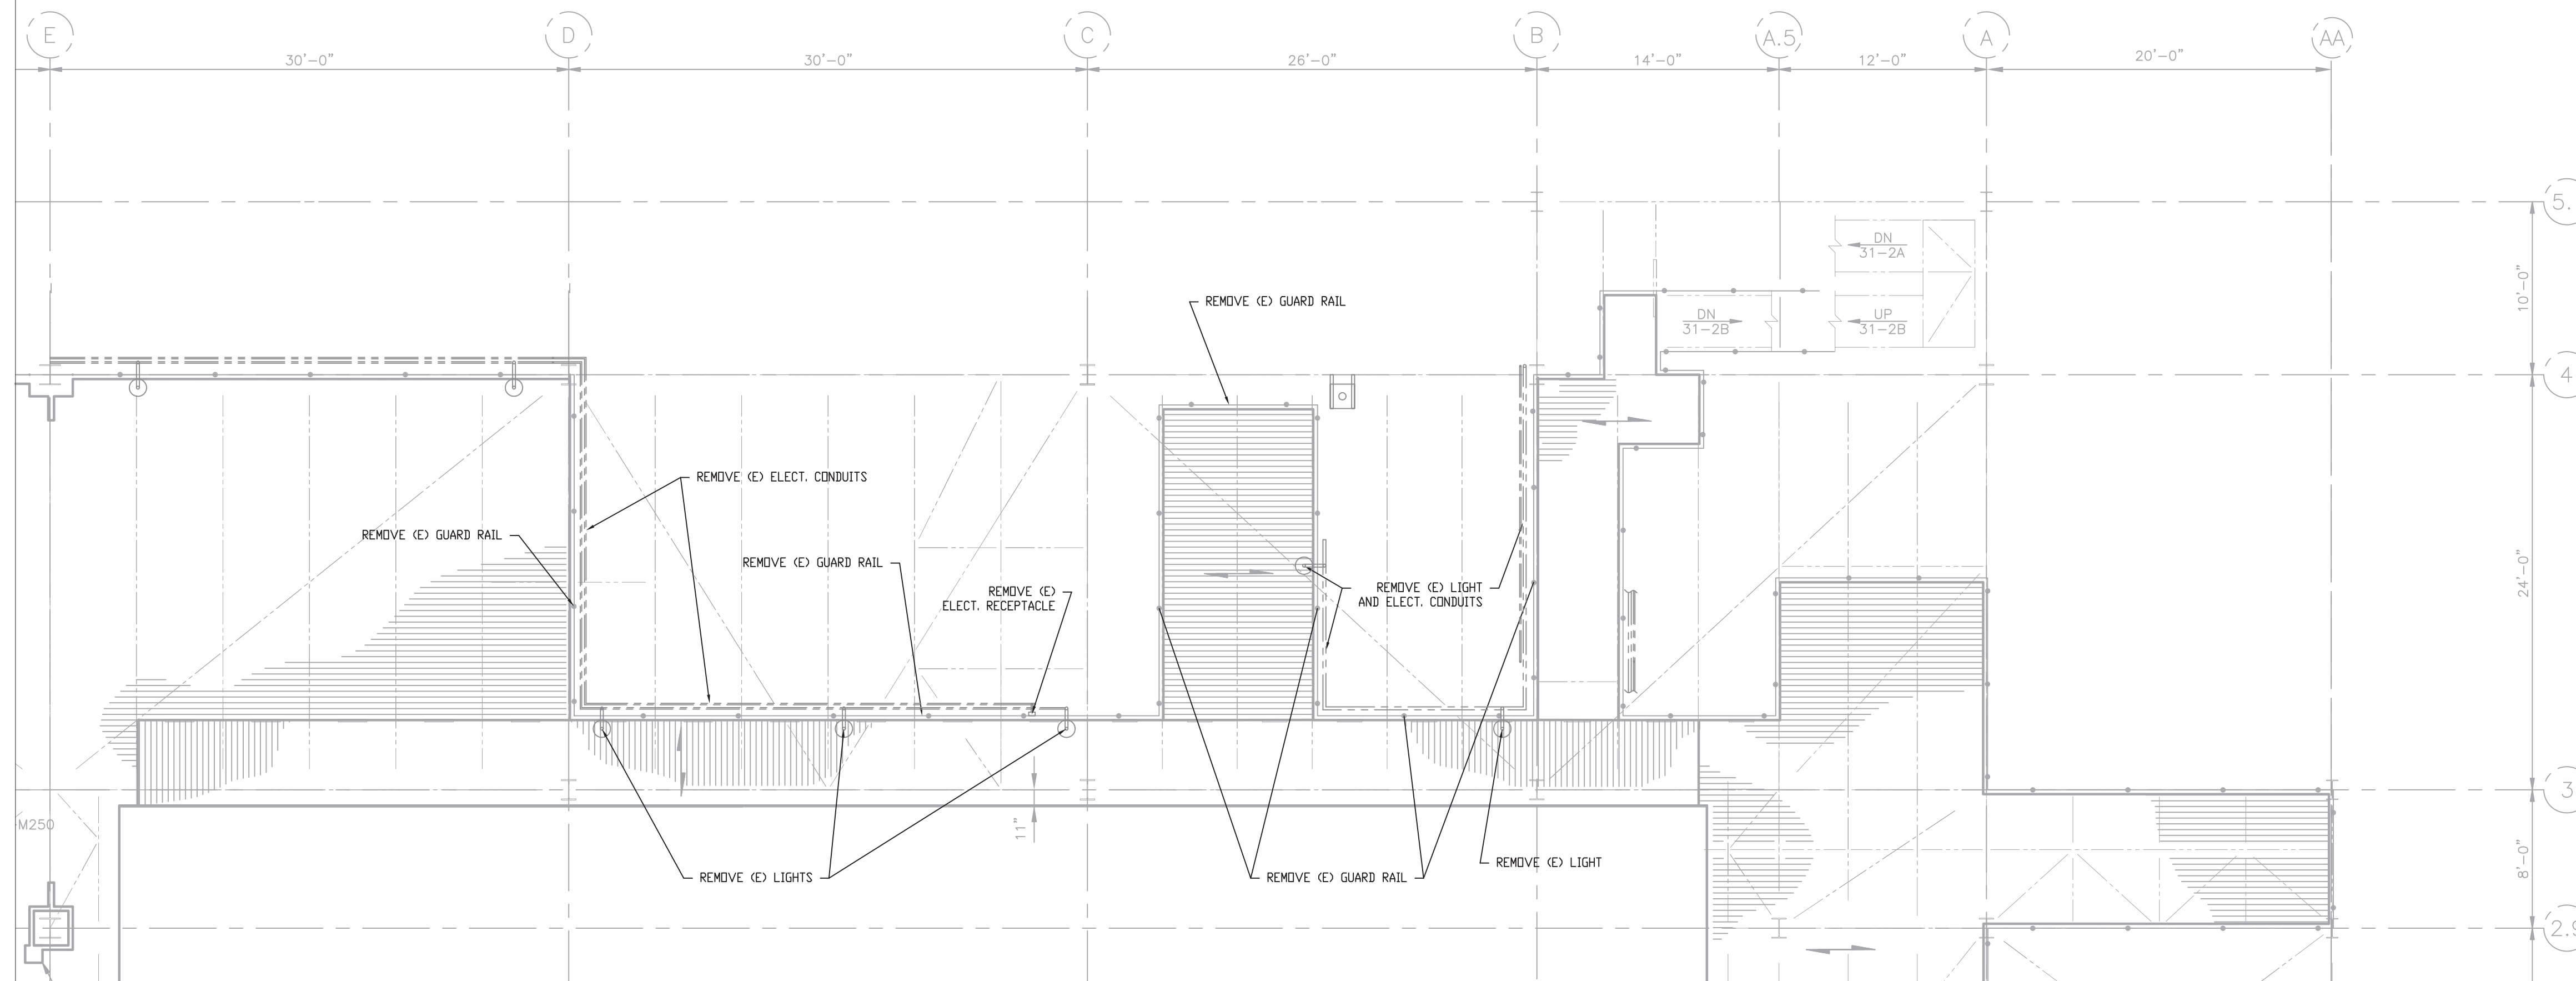 E
D
C
B
A.5
A
AA
30'-0"
30'-0"
26'-0"
14'-0"
12'-0"
20'-0"
5.
DN
31-2A
10'-0"
REMOVE (E) GUARD RAIL
DN
31-2B
UP
31-2B
4
REMOVE (E) ELECT. CONDUITS
REMOVE (E) GUARD RAIL
REMOVE (E) GUARD RAIL
REMOVE (E)
ELECT. RECEPTACLE
REMOVE (E) LIGHT
AND ELECT. CONDUITS
24'-0"
3
M250
11"
REMOVE (E) LIGHTS
REMOVE (E) GUARD RAIL
REMOVE (E) LIGHT
8'-0"
2.9